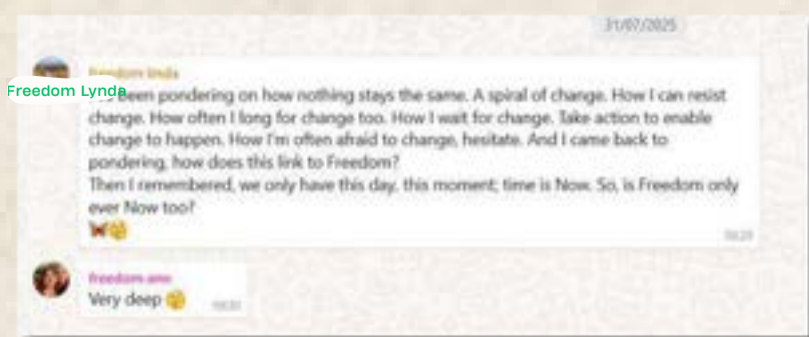 31/07/2025
freedom linda
Freedom Lynda
been pondering on how nothing stays the same. A spiral of change. How I can resist
change. How often I long for change too. How I wait for change. Take action to enable
change to happen. How I'm often afraid to change, hesitate. And I came back to
pondering, how does this link to Freedom?
Then I remembered, we only have this day, this moment; time is Now. So, is Freedom only
ever Now too?
freedom
Very deep